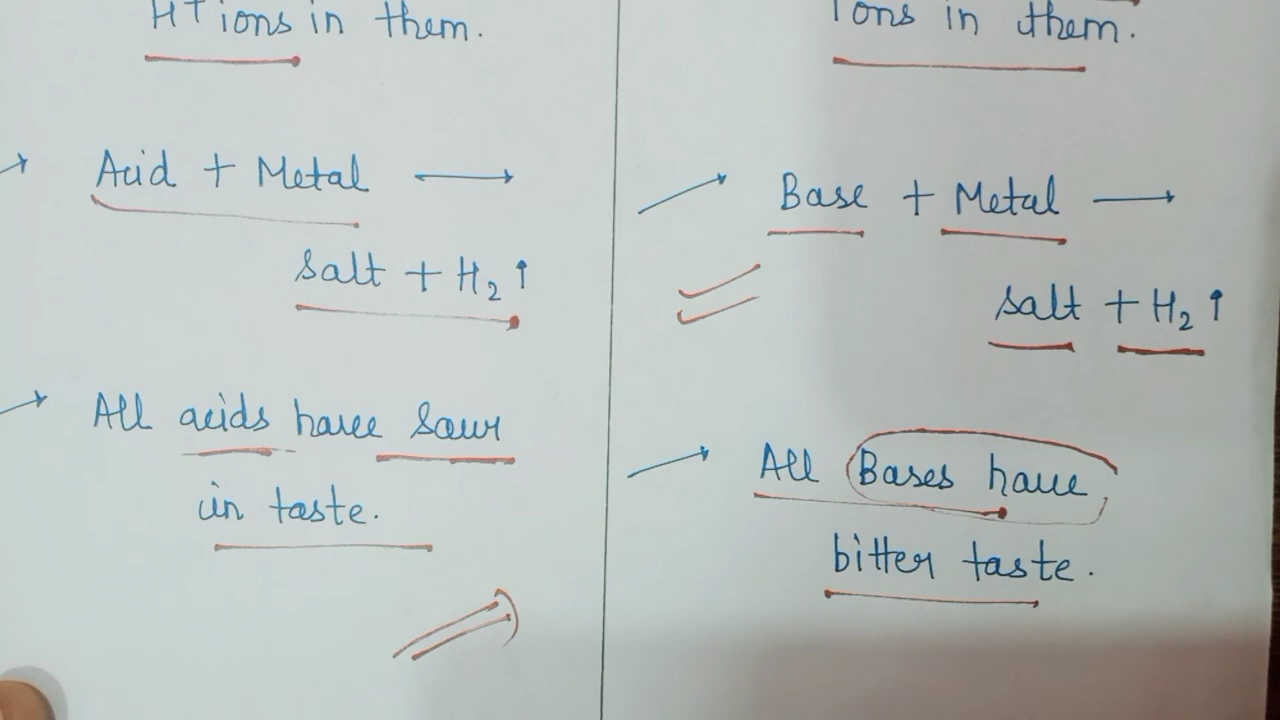 H+ ions in them.
Acid + Metal →
Salt + H₂↑
All acids have Sour
in taste.
ions in them.
Base + Metal →
salt + H₂↑
All Bases have
bitter taste.